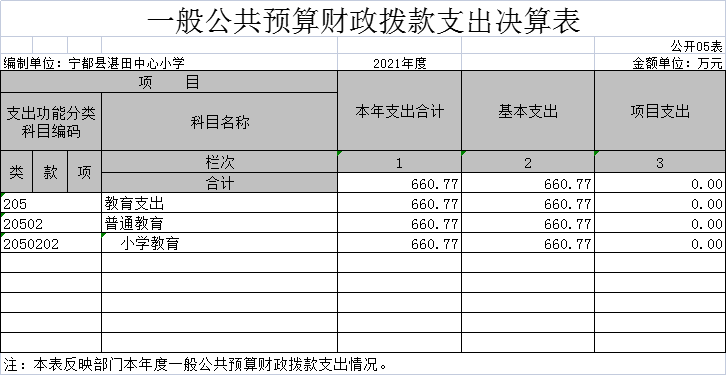 一般公共预算财政拨款支出决算表
公开05表
编制单位：宁都县湛田中心小学 2021年度 金额单位：万元
项 目 本年支出合计 基本支出 项目支出
支出功能分类科目编码 科目名称
类 款 项 栏次 1 2 3
合计 660.77 660.77 0.00
205 教育支出 660.77 660.77 0.00
20502 普通教育 660.77 660.77 0.00
2050202 小学教育 660.77 660.77 0.00
注：本表反映部门本年度一般公共预算财政拨款支出情况。